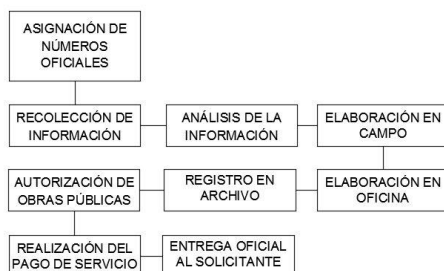 ASIGNACIÓN DE
NÚMEROS
OFICIALES
RECOLECCIÓN DE
INFORMACIÓN
ANÁLISIS DE LA
INFORMACIÓN
ELABORACIÓN EN
CAMPO
AUTORIZACIÓN DE
OBRAS PÚBLICAS
REGISTRO EN
ARCHIVO
ELABORACIÓN EN
OFICINA
REALIZACIÓN DEL
PAGO DE SERVICIO
ENTREGA OFICIAL
AL SOLICITANTE